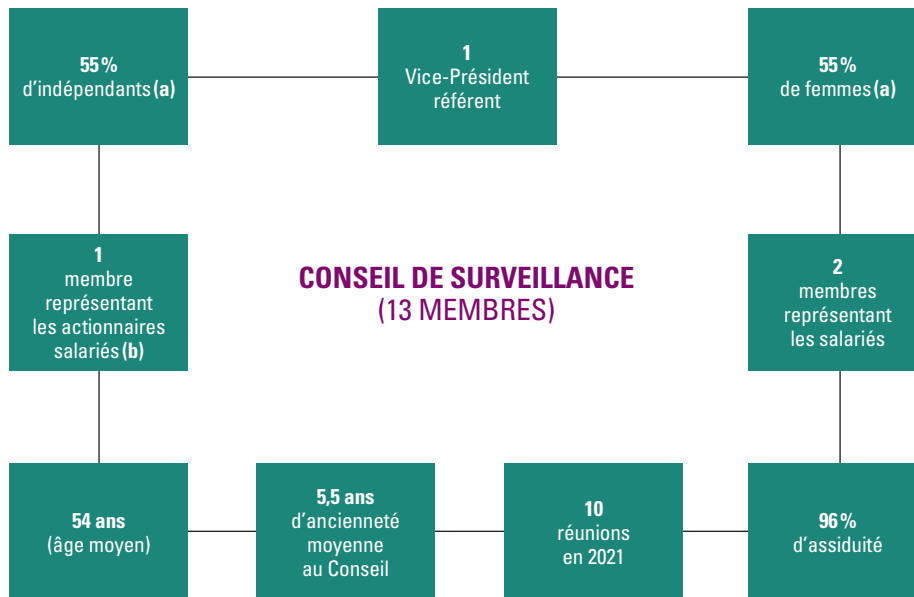 55 %
d'indépendants (a)
1
Vice-Président
référent
55 %
de femmes (a)
1
membre
représentant
les actionnaires
salariés (b)
CONSEIL DE SURVEILLANCE
(13 MEMBRES)
2
membres
représentant
les salariés
54 ans
(âge moyen)
5,5 ans
d'ancienneté
moyenne
au Conseil
10
réunions
en 2021
96 %
d'assiduité